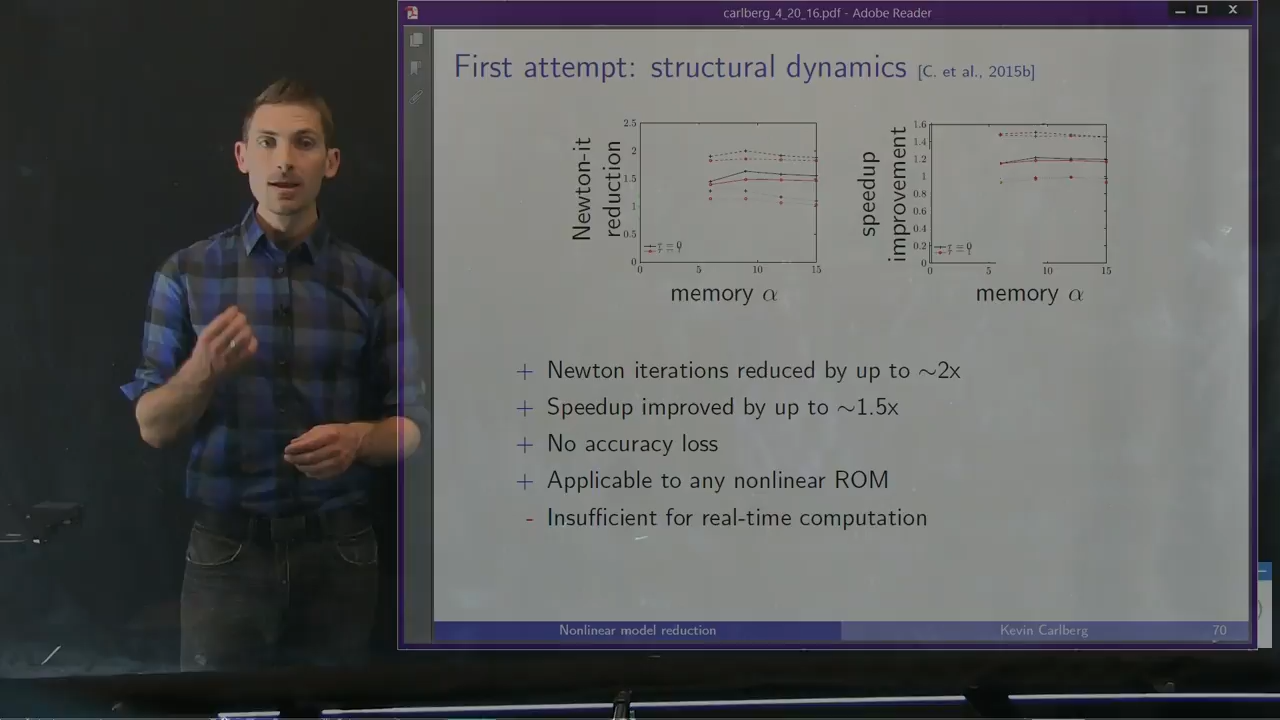 carlberg_4_20_16.pdf - Adobe Reader
First attempt: structural dynamics [C. et al., 2015b]
Newton-it
reduction
2.5
2
1.5
1
0.5
0
0 5 10 15
memory α
speedup
improvement
1.6
1.4
1.2
1
0.8
0.6
0.4
0.2
0
0 5 10 15
memory α
+ Newton iterations reduced by up to ∼2x
+ Speedup improved by up to ∼1.5x
+ No accuracy loss
+ Applicable to any nonlinear ROM
- Insufficient for real-time computation
Nonlinear model reduction Kevin Carlberg 70